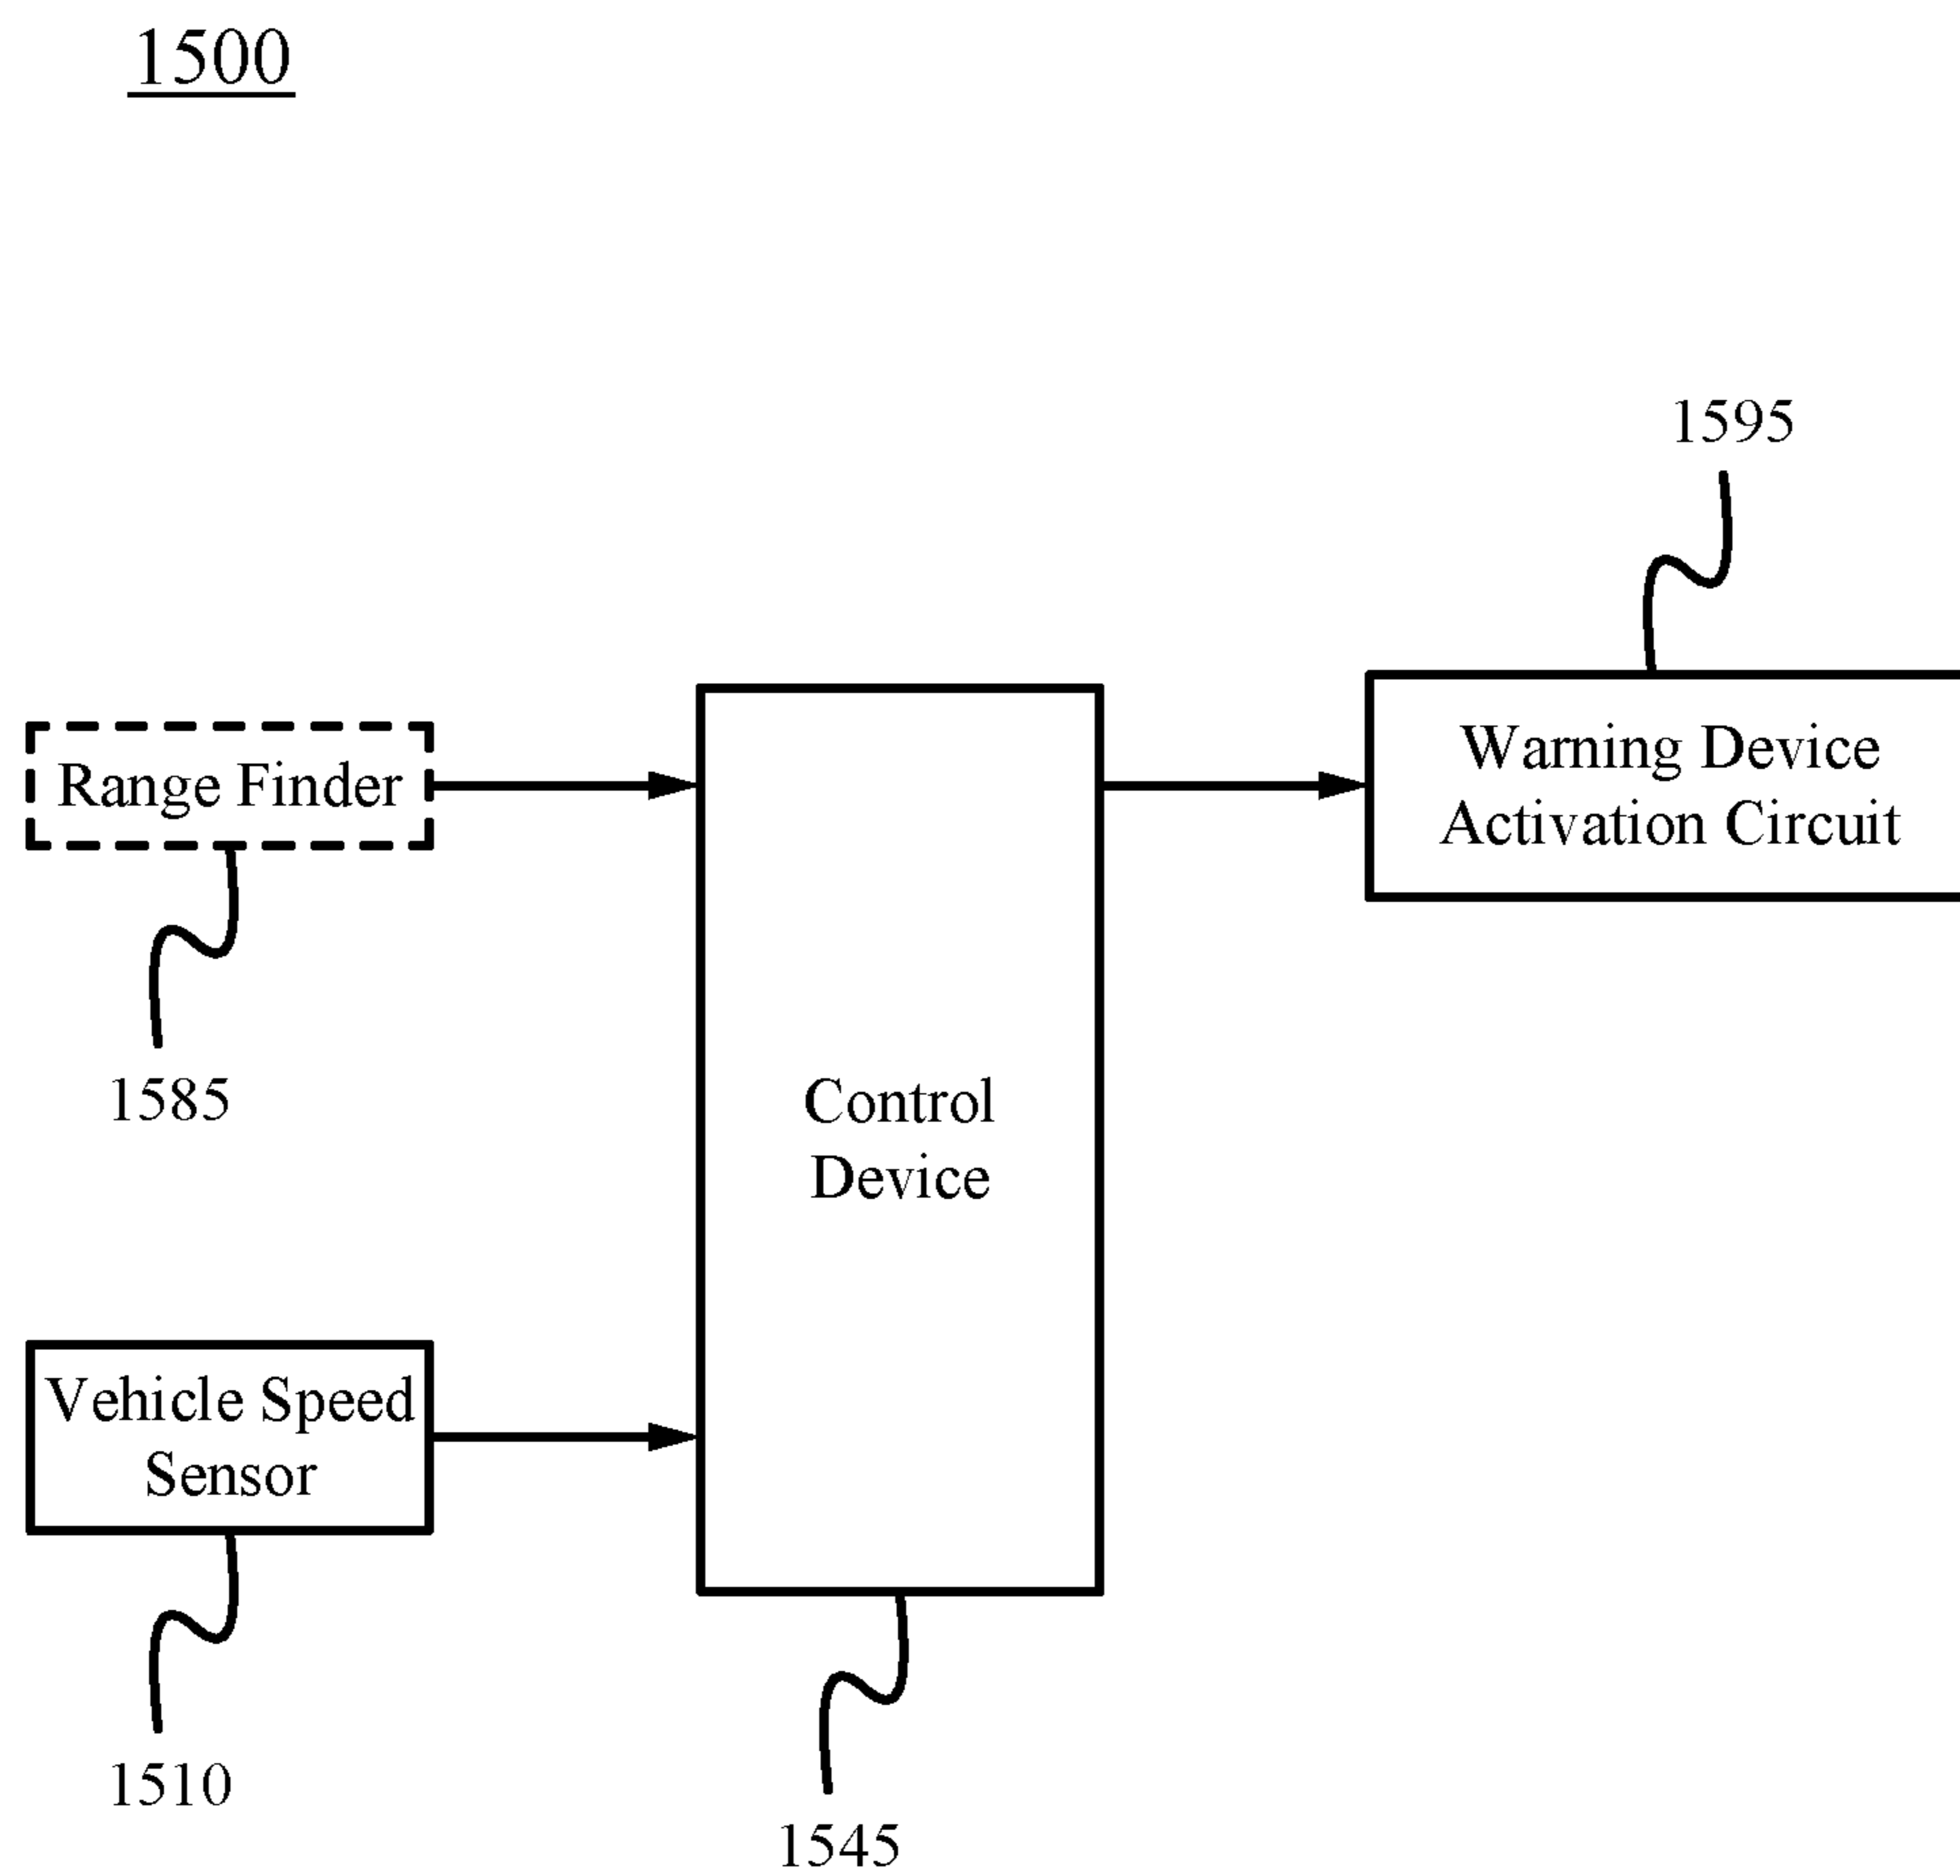 1500
1595
Range Finder
Warning Device
Activation Circuit
1585
Control
Device
Vehicle Speed
Sensor
1510
1545